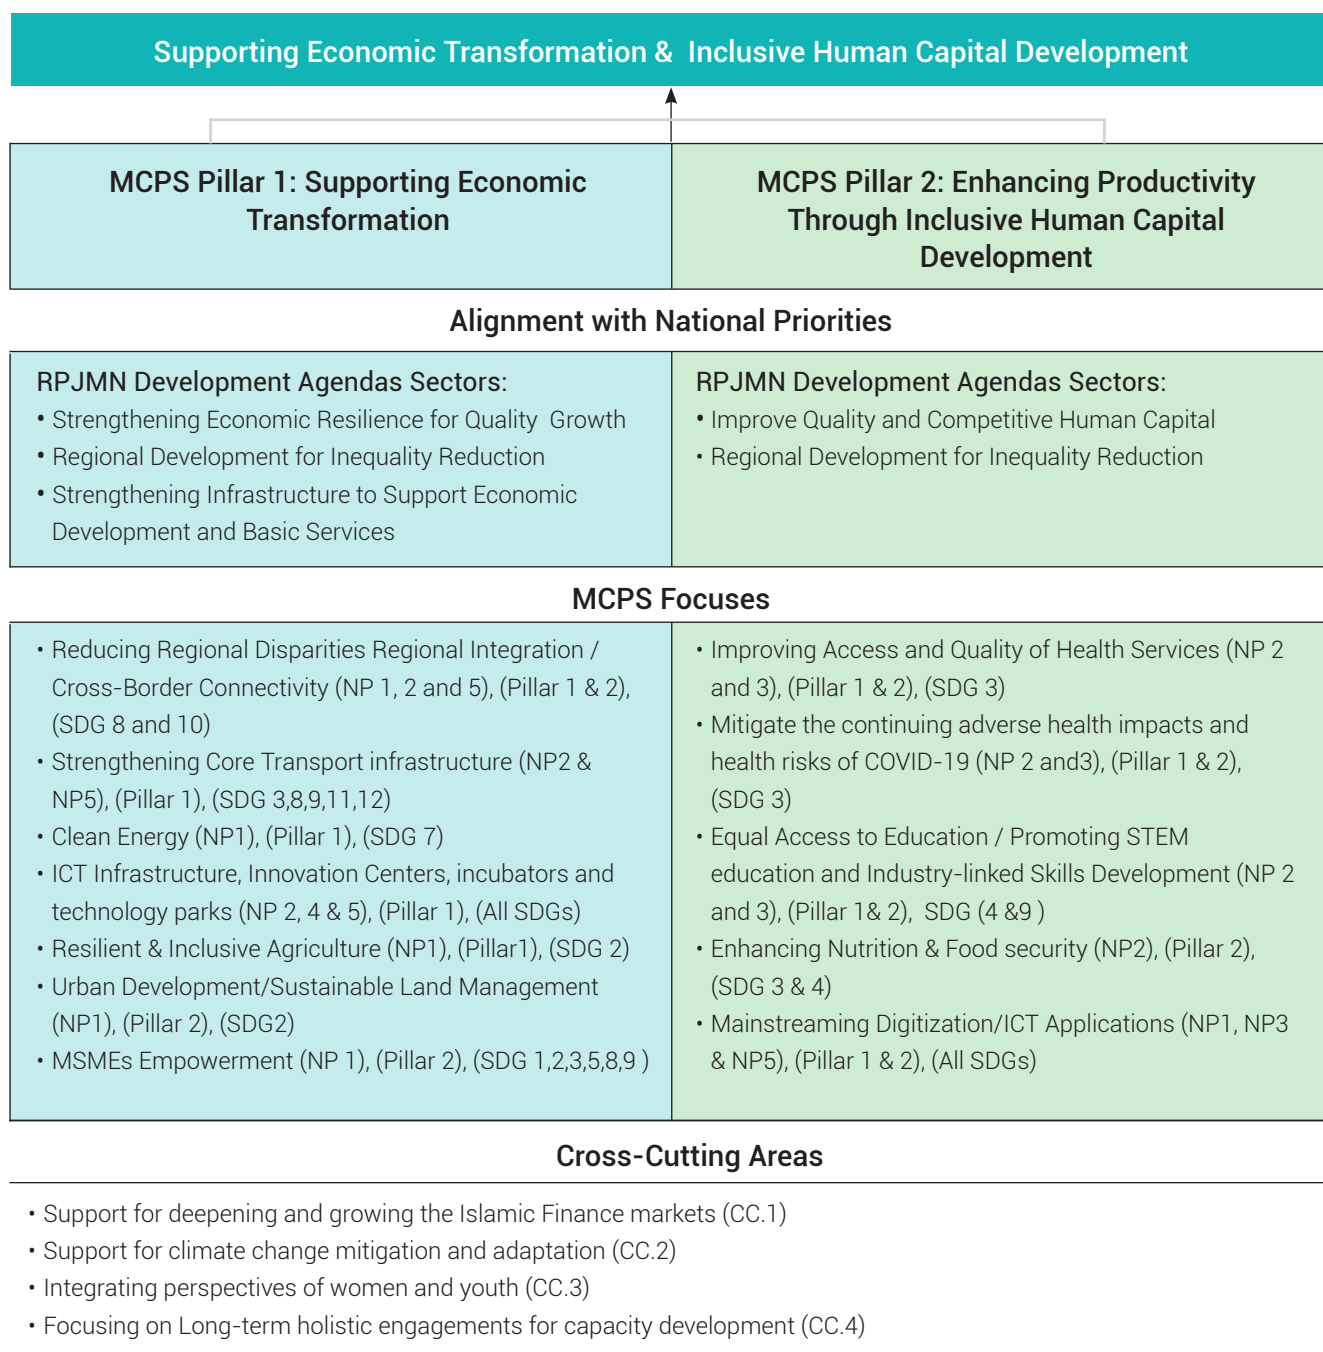 Supporting Economic Transformation & Inclusive Human Capital Development
MCPS Pillar 1: Supporting Economic
Transformation
MCPS Pillar 2: Enhancing Productivity
Through Inclusive Human Capital
Development
Alignment with National Priorities
RPJMN Development Agendas Sectors:
• Strengthening Economic Resilience for Quality Growth
• Regional Development for Inequality Reduction
• Strengthening Infrastructure to Support Economic
Development and Basic Services
RPJMN Development Agendas Sectors:
• Improve Quality and Competitive Human Capital
• Regional Development for Inequality Reduction
MCPS Focuses
• Reducing Regional Disparities Regional Integration /
Cross-Border Connectivity (NP 1, 2 and 5), (Pillar 1 & 2),
(SDG 8 and 10)
• Strengthening Core Transport infrastructure (NP2 &
NP5), (Pillar 1), (SDG 3,8,9,11,12)
• Clean Energy (NP1), (Pillar 1), (SDG 7)
• ICT Infrastructure, Innovation Centers, incubators and
technology parks (NP 2, 4 & 5), (Pillar 1), (All SDGs)
• Resilient & Inclusive Agriculture (NP1), (Pillar1), (SDG 2)
• Urban Development/Sustainable Land Management
(NP1), (Pillar 2), (SDG2)
• MSMEs Empowerment (NP 1), (Pillar 2), (SDG 1,2,3,5,8,9 )
• Improving Access and Quality of Health Services (NP 2
and 3), (Pillar 1 & 2), (SDG 3)
• Mitigate the continuing adverse health impacts and
health risks of COVID-19 (NP 2 and3), (Pillar 1 & 2),
(SDG 3)
• Equal Access to Education / Promoting STEM
education and Industry-linked Skills Development (NP 2
and 3), (Pillar 1& 2), SDG (4 &9 )
• Enhancing Nutrition & Food security (NP2), (Pillar 2),
(SDG 3 & 4)
• Mainstreaming Digitization/ICT Applications (NP1, NP3
& NP5), (Pillar 1 & 2), (All SDGs)
Cross-Cutting Areas
• Support for deepening and growing the Islamic Finance markets (CC.1)
• Support for climate change mitigation and adaptation (CC.2)
• Integrating perspectives of women and youth (CC.3)
• Focusing on Long-term holistic engagements for capacity development (CC.4)